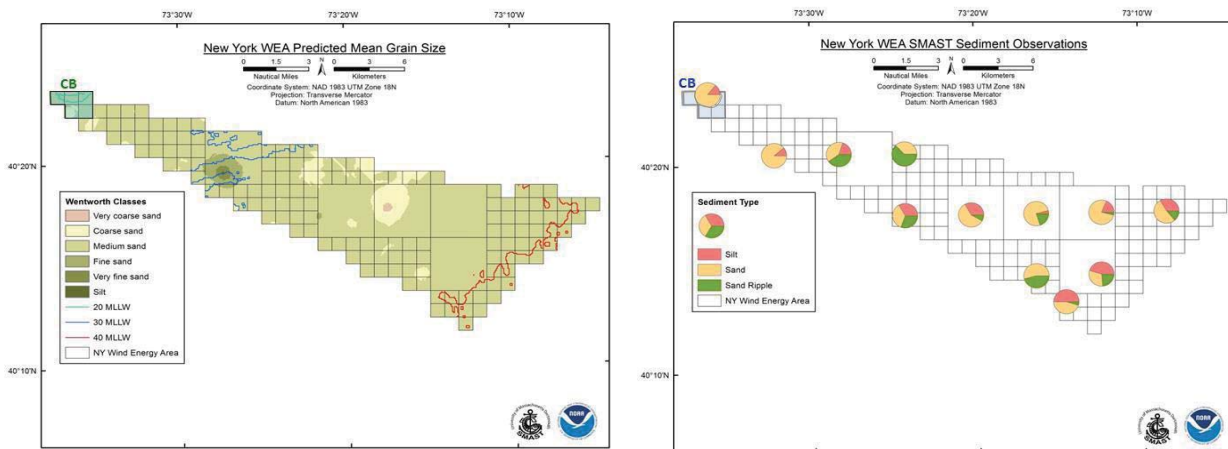 73°30'W 73°20'W 73°10'W
New York WEA Predicted Mean Grain Size
0 1.5 3 N 0 3 6
Nautical Miles Kilometers
Coordinate System: NAD 1983 UTM Zone 18N
Projection: Transverse Mercator
Datum: North American 1983
CB
40°20'N
Wentworth Classes
Very coarse sand
Coarse sand
Medium sand
Fine sand
Very fine sand
Silt
20 MLLW
30 MLLW
40 MLLW
NY Wind Energy Area
40°10'N
SMAST
NOAA
73°30'W 73°20'W 73°10'W
New York WEA SMAST Sediment Observations
0 1.5 3 N 0 3 6
Nautical Miles Kilometers
Coordinate System: NAD 1983 UTM Zone 18N
Projection: Transverse Mercator
Datum: North American 1983
CB
40°20'N
Sediment Type
Silt
Sand
Sand Ripple
NY Wind Energy Area
40°10'N
SMAST
NOAA